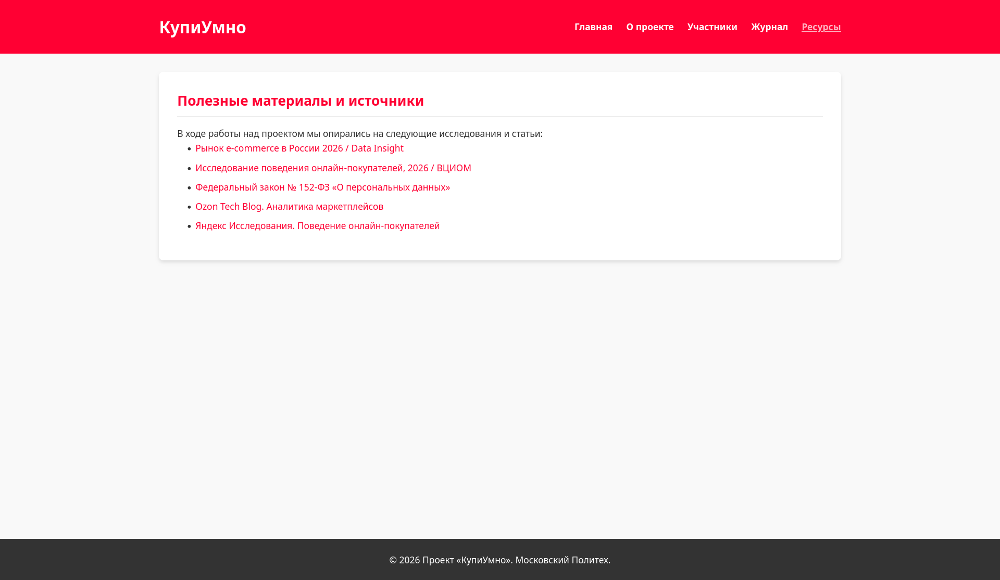 КупиУмно
Главная О проекте Участники Журнал Ресурсы
Полезные материалы и источники
В ходе работы над проектом мы опирались на следующие исследования и статьи:
• Рынок e-commerce в России 2026 / Data Insight
• Исследование поведения онлайн-покупателей, 2026 / ВЦИОМ
• Федеральный закон № 152-ФЗ «О персональных данных»
• Ozon Tech Blog. Аналитика маркетплейсов
• Яндекс Исследования. Поведение онлайн-покупателей
© 2026 Проект «КупиУмно». Московский Политех.